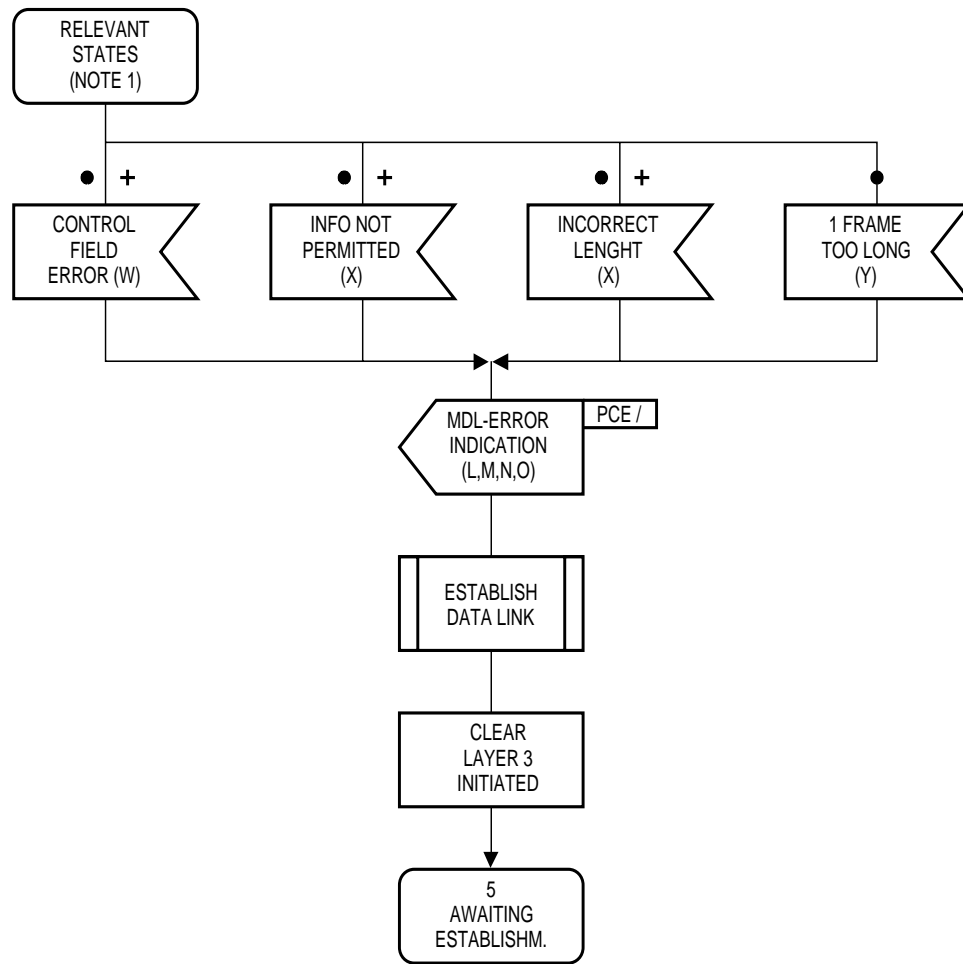 RELEVANT
STATES
(NOTE 1)
+
+
+
CONTROL
FIELD
ERROR (W)
INFO NOT
PERMITTED
(X)
INCORRECT
LENGHT
(X)
1 FRAME
TOO LONG
(Y)
MDL-ERROR
INDICATION
(L,M,N,O)
PCE /
ESTABLISH
DATA LINK
CLEAR
LAYER 3
INITIATED
5
AWAITING
ESTABLISHM.